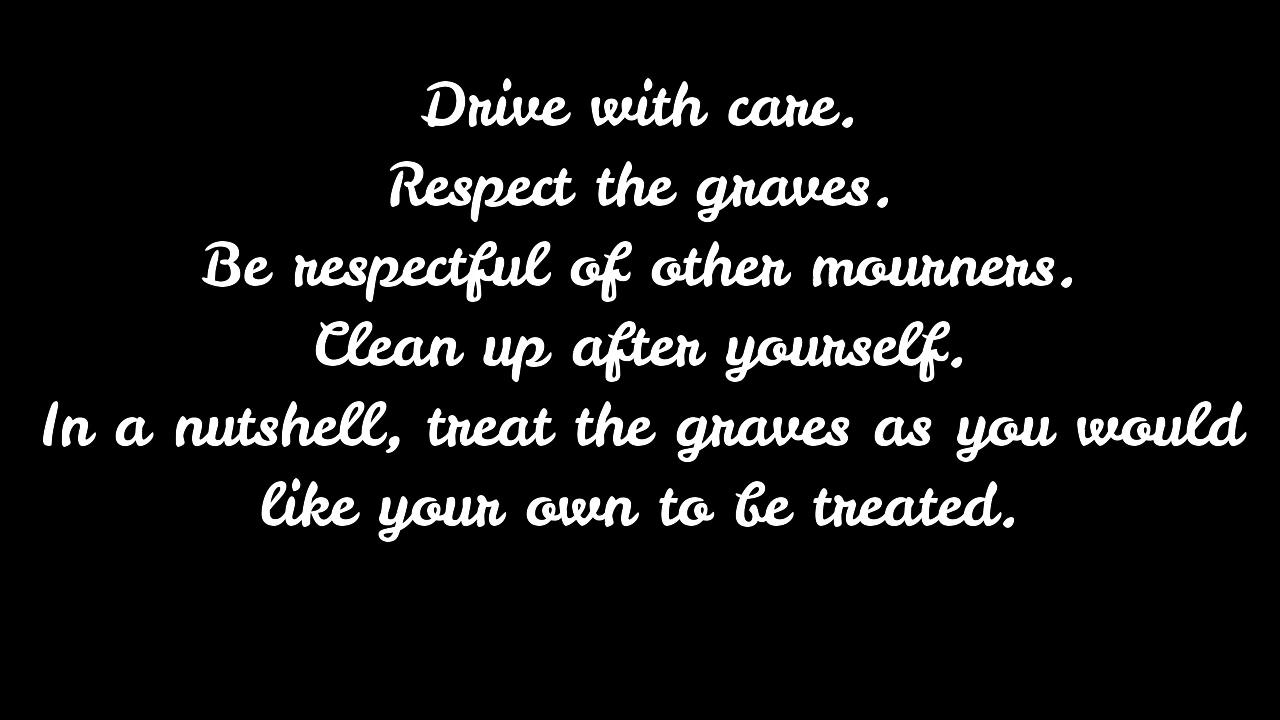 Drive with care.
Respect the graves.
Be respectful of other mourners.
Clean up after yourself.
In a nutshell, treat the graves as you would
like your own to be treated.